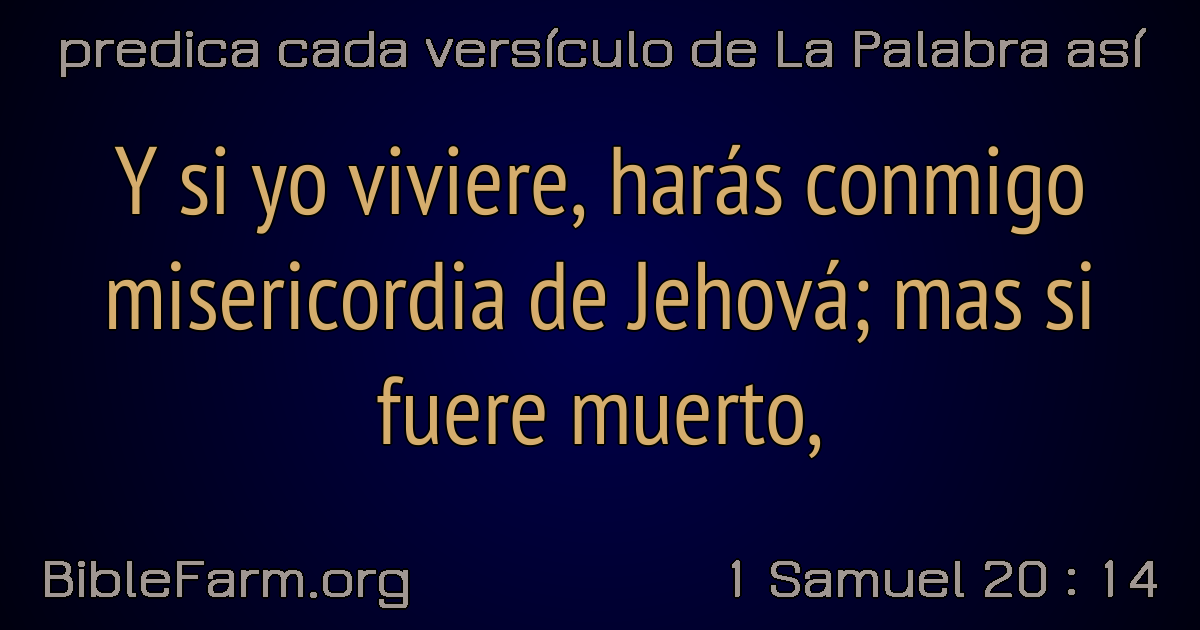 predica cada versículo de La Palabra así
Y si yo viviere, harás conmigo
misericordia de Jehová; mas si
fuere muerto,
BibleFarm.org
1 Samuel 20 : 14